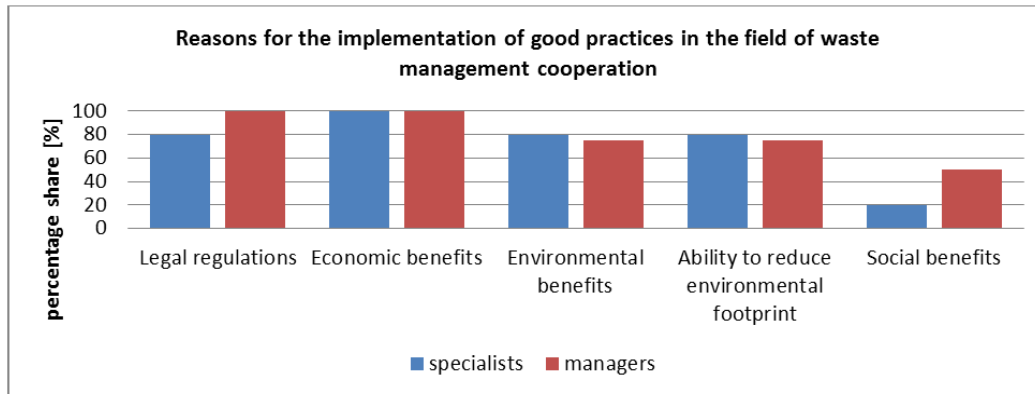 Reasons for the implementation of good practices in the field of waste
management cooperation
percentage share [%]
100
80
60
40
20
0
Legal regulations
Economic benefits
Environmental
benefits
Ability to reduce
environmental
footprint
Social benefits
specialists
managers